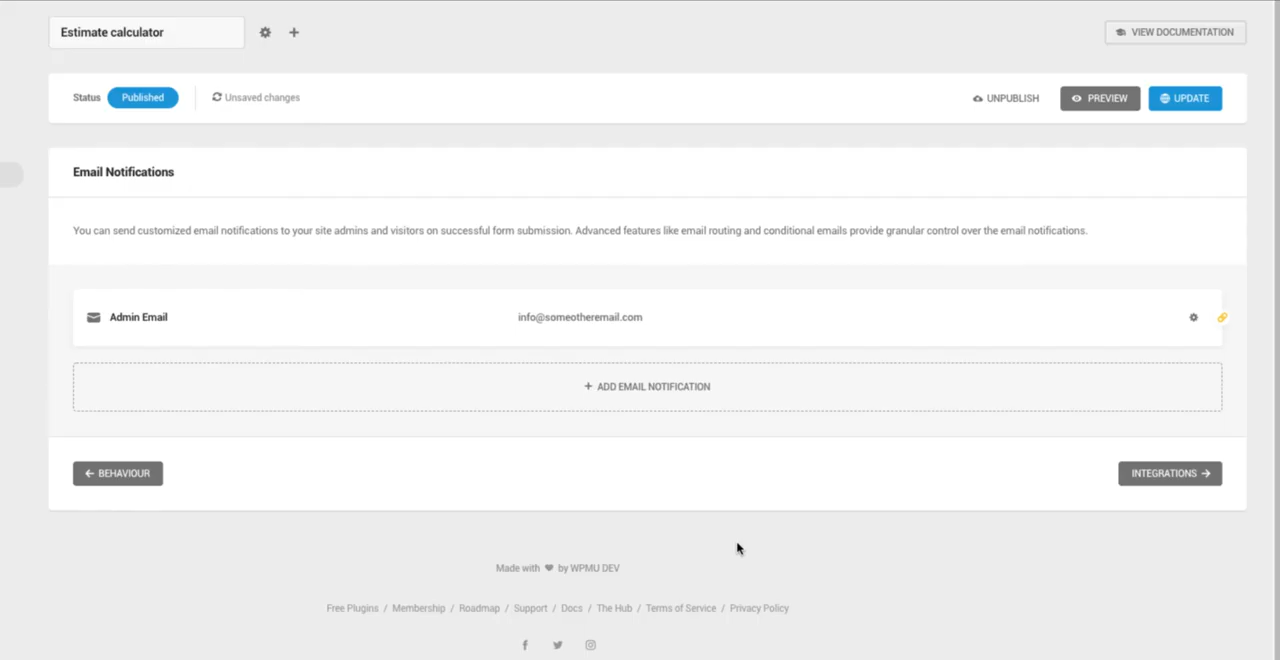 Estimate calculator
VIEW DOCUMENTATION
Status Published Unsaved changes UNPUBLISH PREVIEW UPDATE
Email Notifications
You can send customized email notifications to your site admins and visitors on successful form submission. Advanced features like email routing and conditional emails provide granular control over the email notifications.
Admin Email info@someotheremail.com
+ ADD EMAIL NOTIFICATION
← BEHAVIOUR INTEGRATIONS →
Made with ♥ by WPMU DEV
Free Plugins / Membership / Roadmap / Support / Docs / The Hub / Terms of Service / Privacy Policy